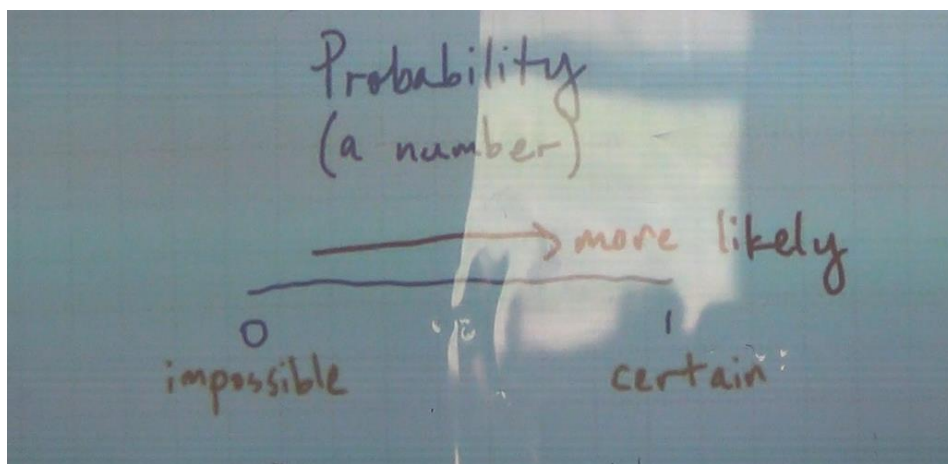 Probability
(a number)
more likely
0 1
impossible certain